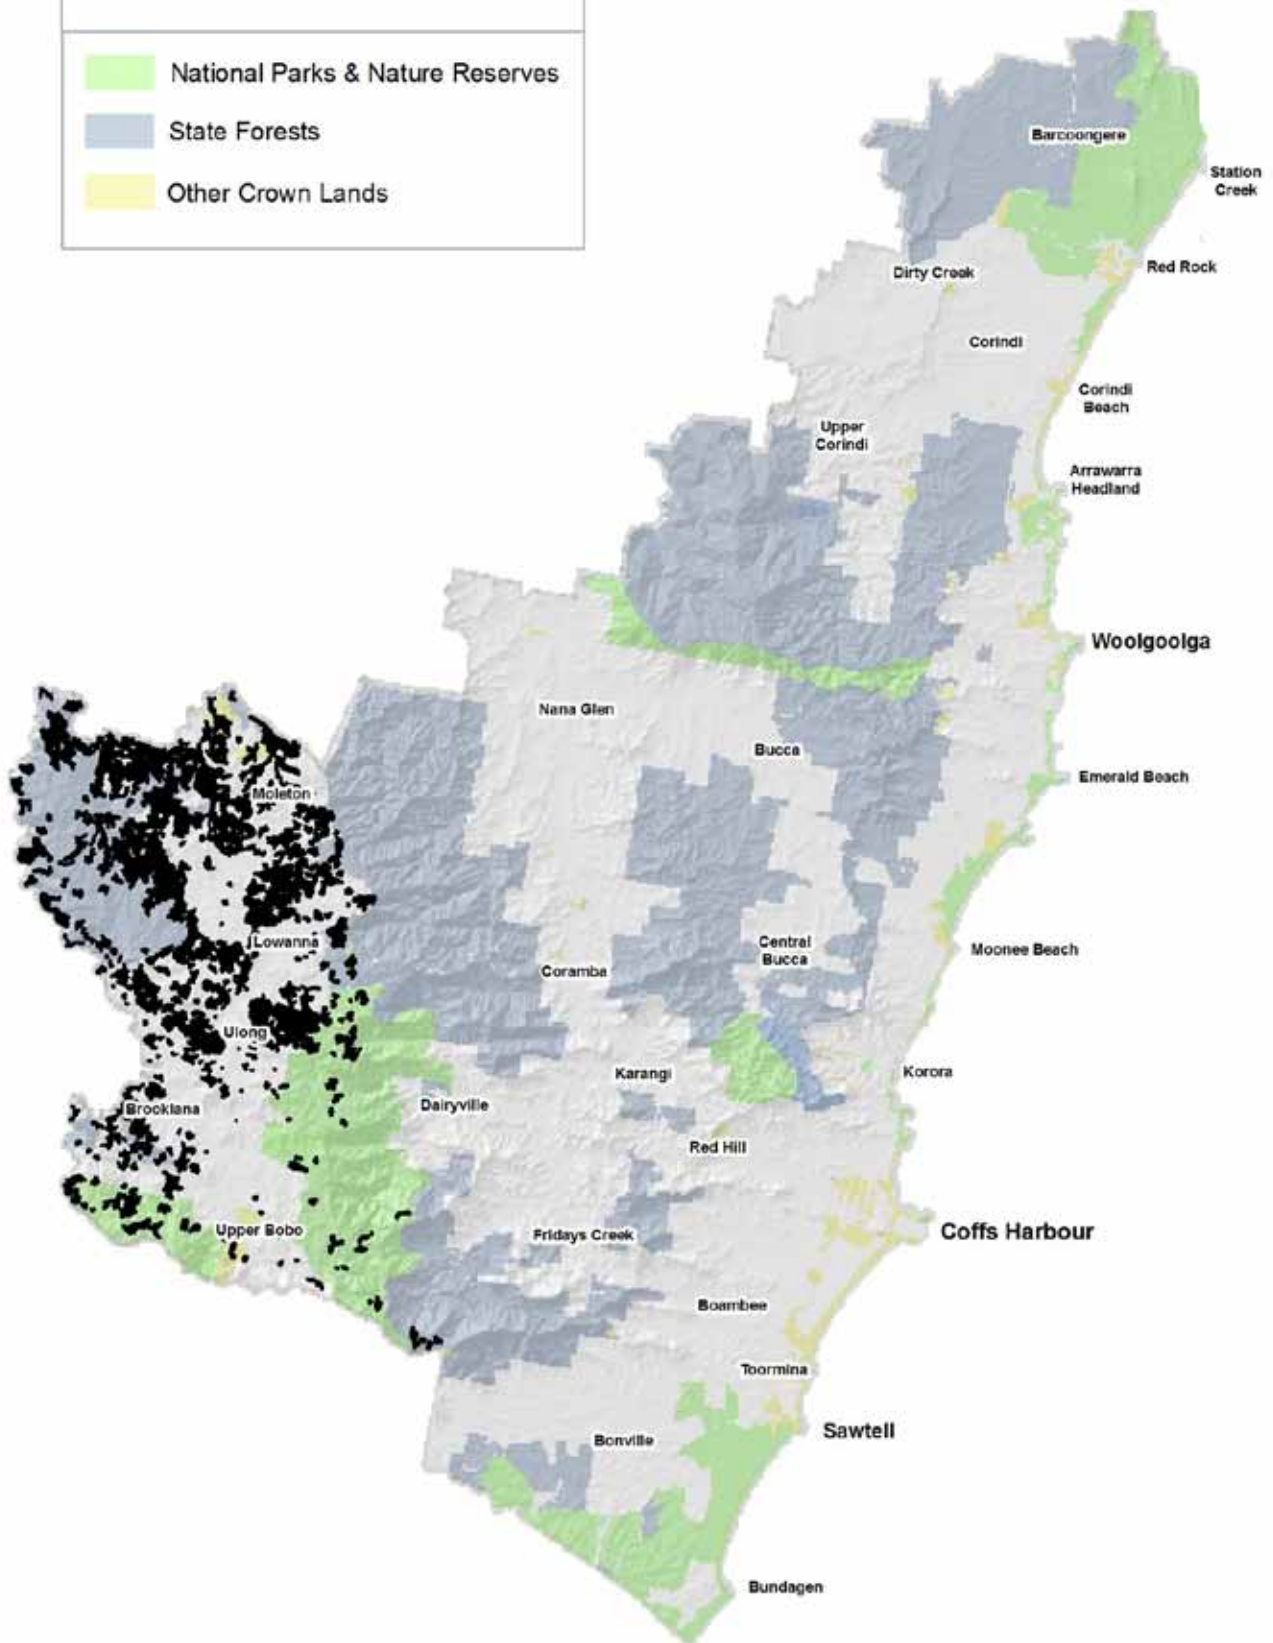 National Parks & Nature Reserves
State Forests
Other Crown Lands
Barcoongere
Station
Creek
Red Rock
Dirty Creek
Corindi
Corindi
Beach
Upper
Corindi
Arrawarra
Headland
Woolgoolga
Nana Glen
Bucca
Emerald Beach
Moleton
Lowanna
Central
Bucca
Moonee Beach
Coramba
Ulong
Karangi
Korora
Brooklana
Dairyville
Red Hill
Upper Bobo
Fridays Creek
Coffs Harbour
Boambee
Toormina
Sawtell
Bonville
Bundagen